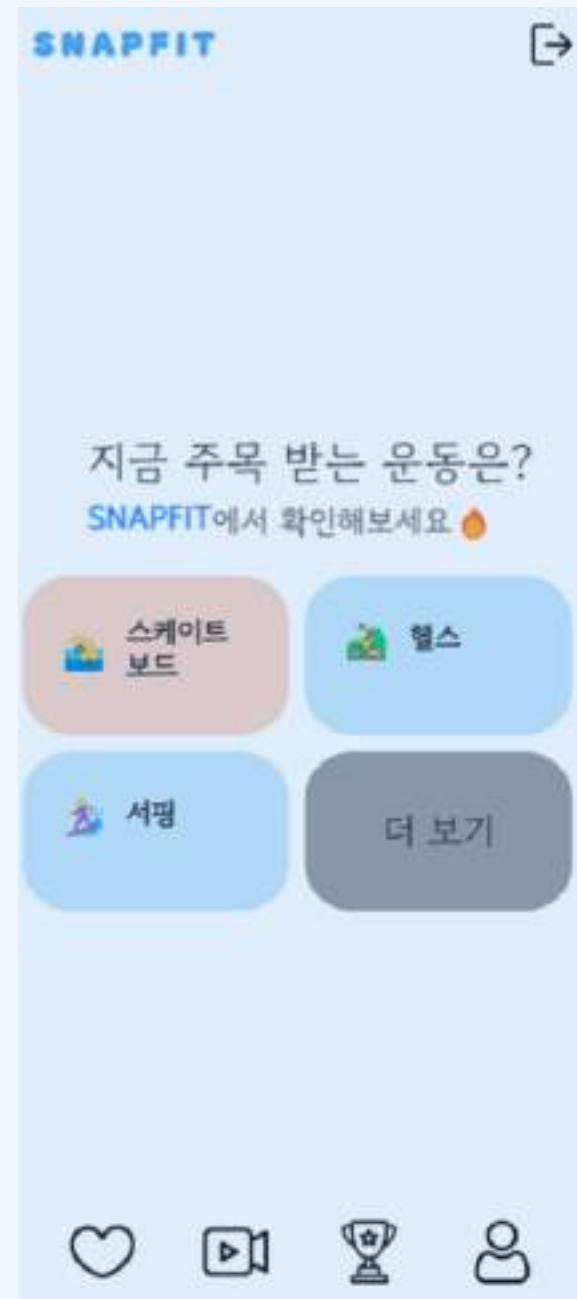 SNAPFIT
지금 주목 받는 운동은?
SNAPFIT에서 확인해보세요🔥
스케이트
보드
헬스
서핑
더 보기